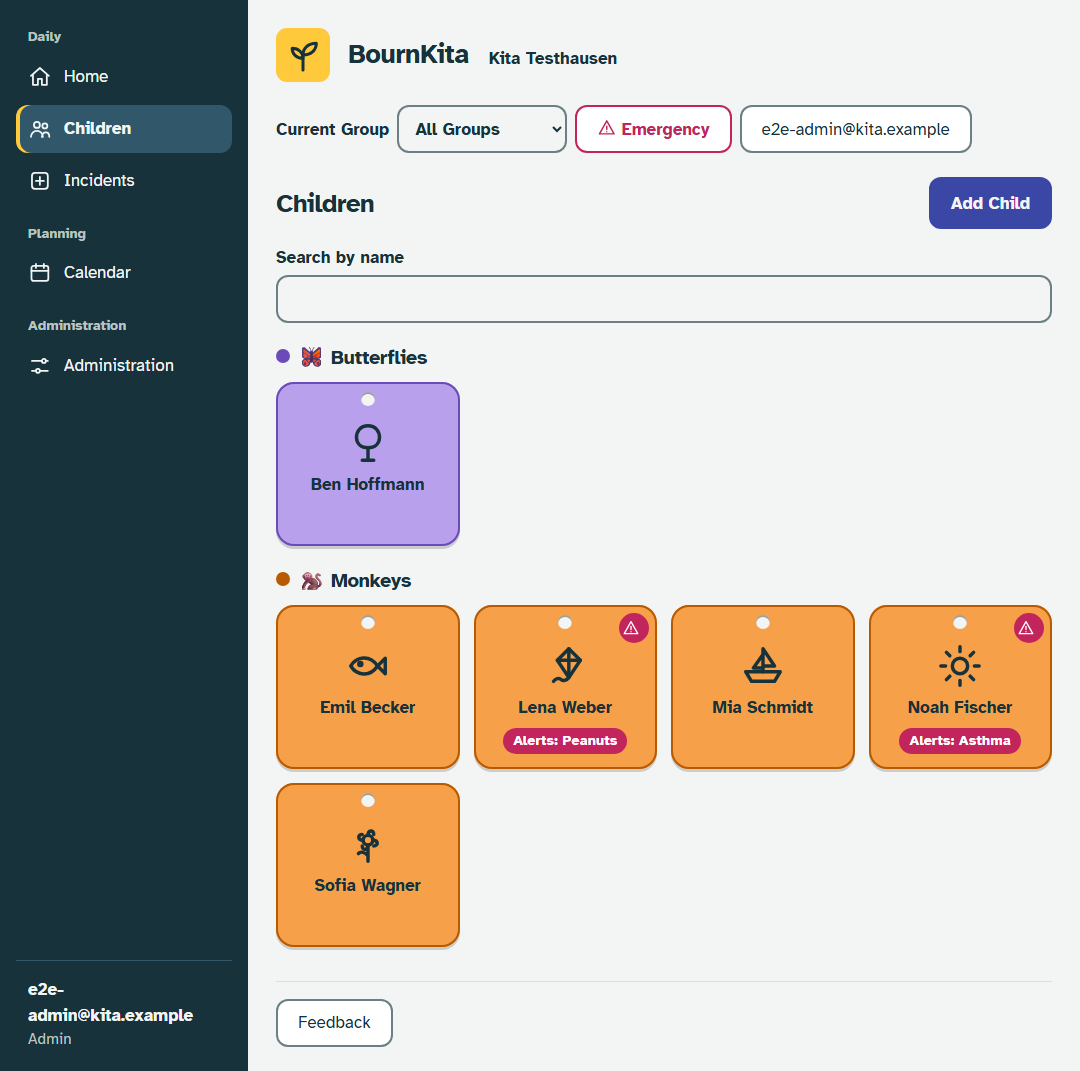 Daily
Home
Children
Incidents
Planning
Calendar
Administration
Administration
e2e-
admin@kita.example
Admin
BournKita
Kita Testhausen
Current Group
All Groups
Emergency
e2e-admin@kita.example
Children
Add Child
Search by name
Butterflies
Ben Hoffmann
Monkeys
Emil Becker
Lena Weber
Alerts: Peanuts
Mia Schmidt
Noah Fischer
Alerts: Asthma
Sofia Wagner
Feedback